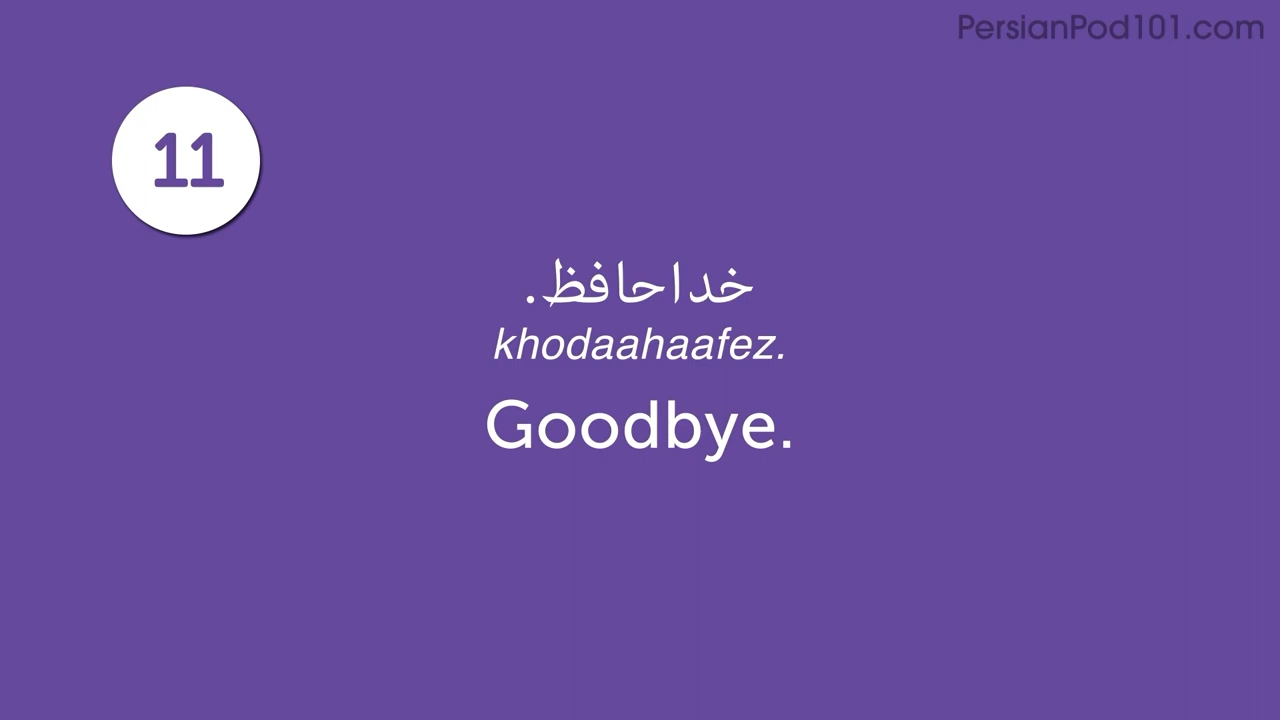 PersianPod101.com
11
خداحافظ.
khodaahaafez.
Goodbye.